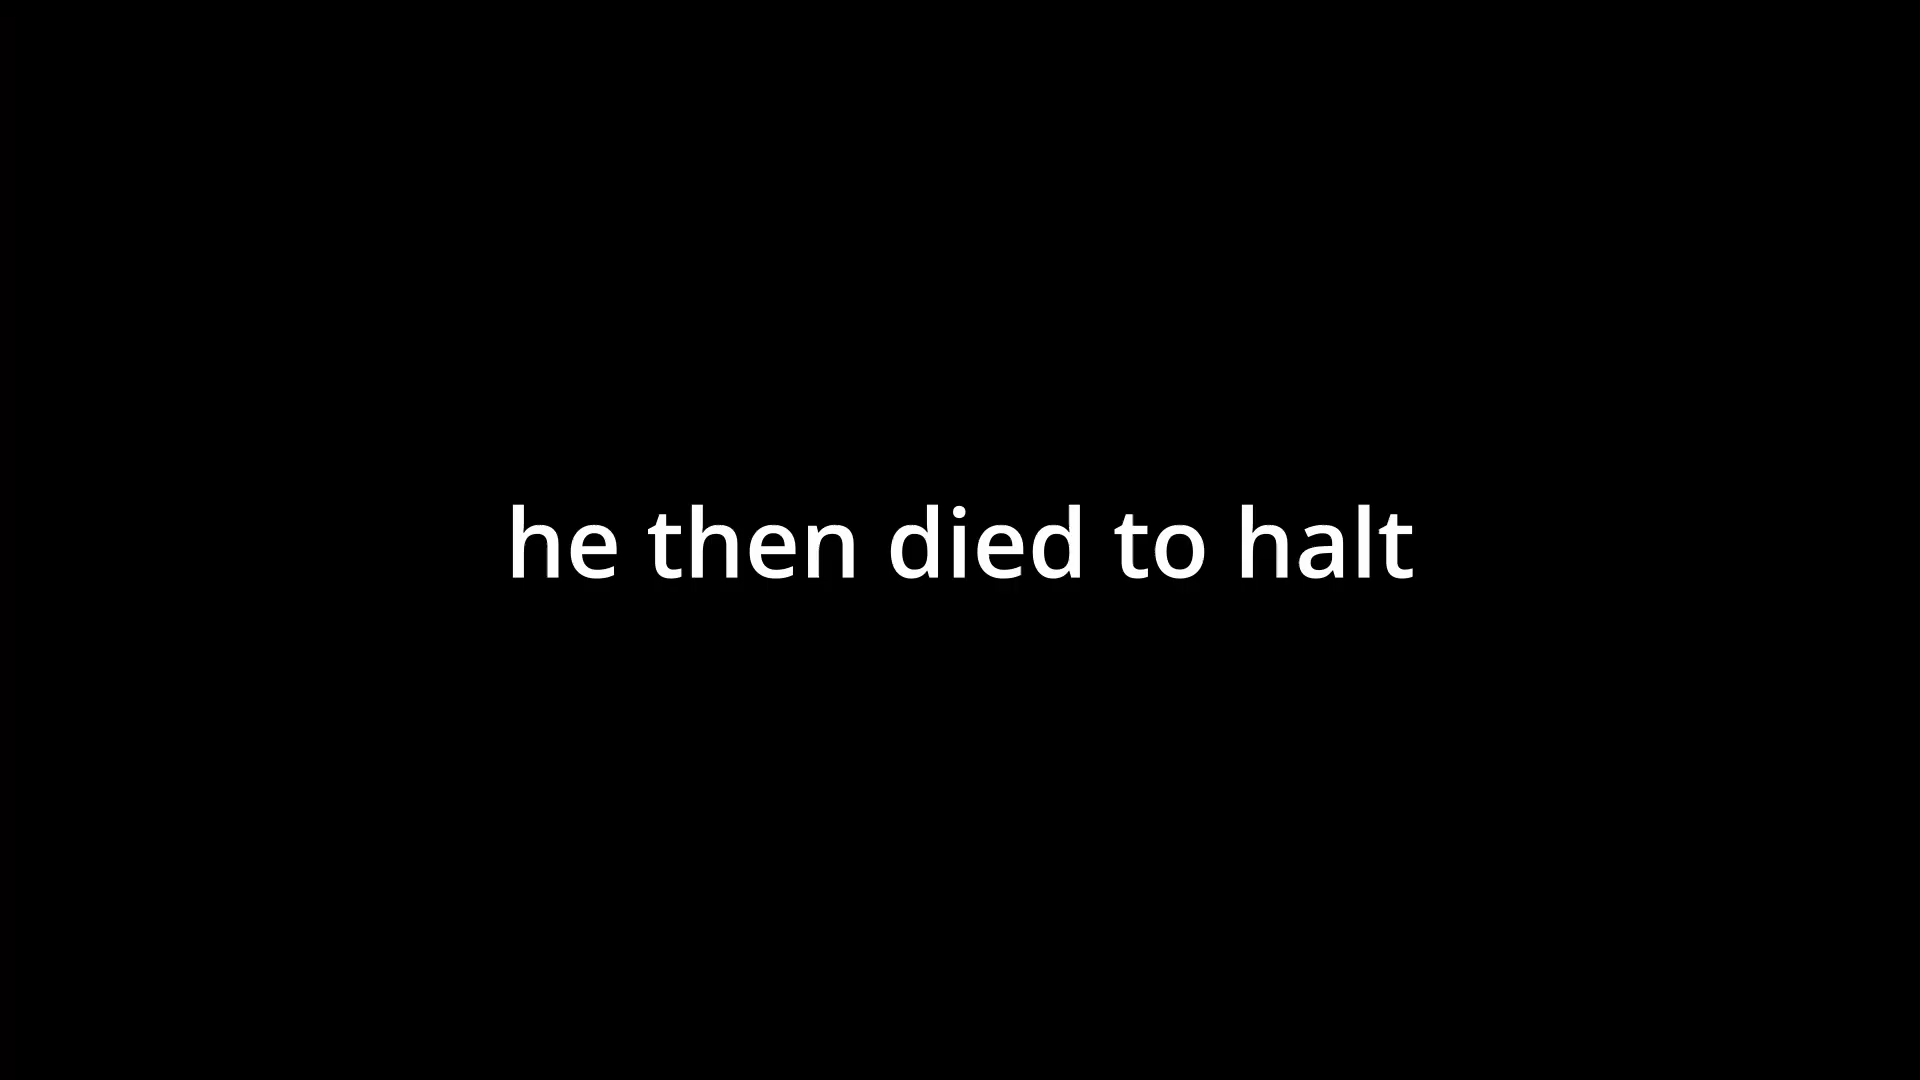 he then died to halt